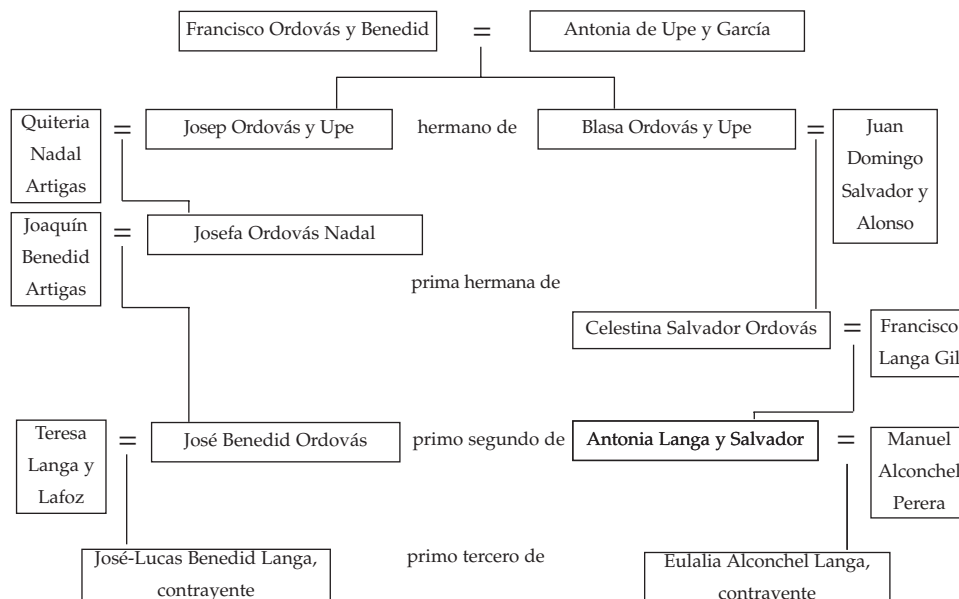 Francisco Ordovás y Benedid
=
Antonia de Upe y García
Quiteria
Nadal
Artigas
=
Josep Ordovás y Upe
hermano de
Blasa Ordovás y Upe
=
Juan
Domingo
Salvador y
Alonso
Joaquín
Benedid
Artigas
=
Josefa Ordovás Nadal
prima hermana de
Celestina Salvador Ordovás
=
Francisco
Langa Gil
Teresa
Langa y
Lafoz
=
José Benedid Ordovás
primo segundo de
Antonia Langa y Salvador
=
Manuel
Alconchel
Perera
José-Lucas Benedid Langa,
contrayente
primo tercero de
Eulalia Alconchel Langa,
contrayente